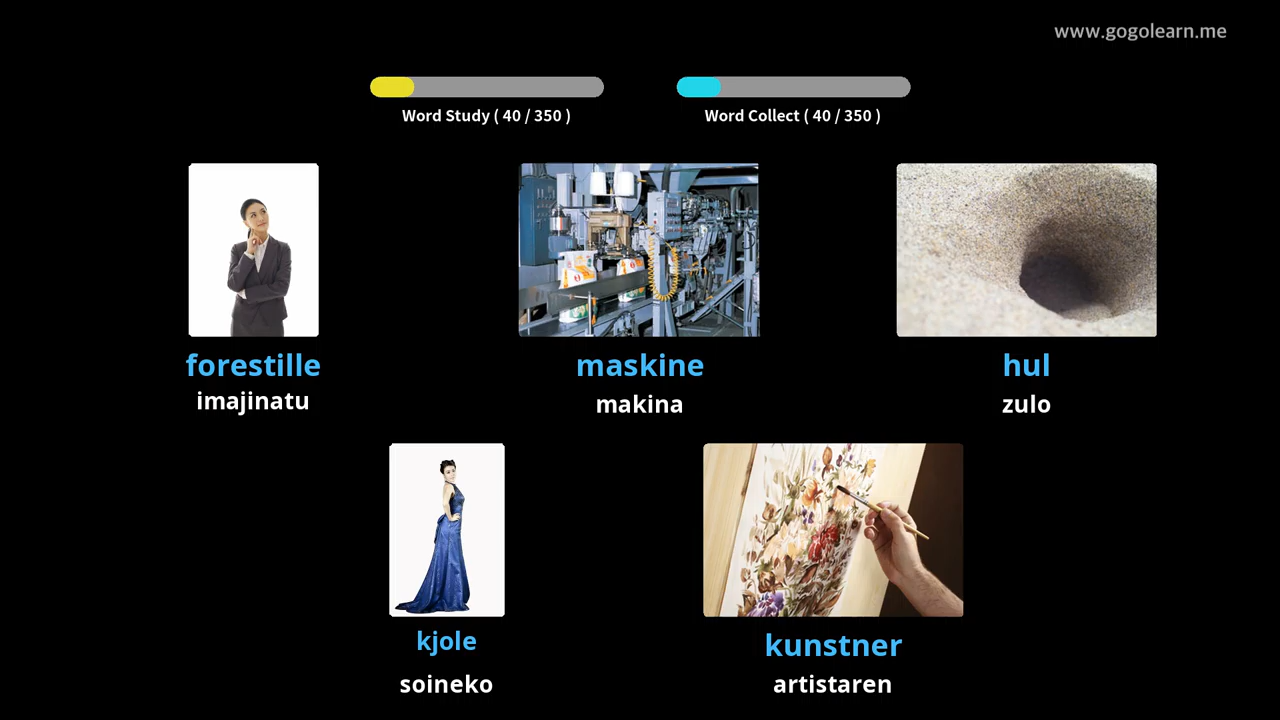 www.gogolearn.me
Word Study ( 40 / 350 )
Word Collect ( 40 / 350 )
forestille
imajinatu
maskine
makina
hul
zulo
kjole
soineko
kunstner
artistaren